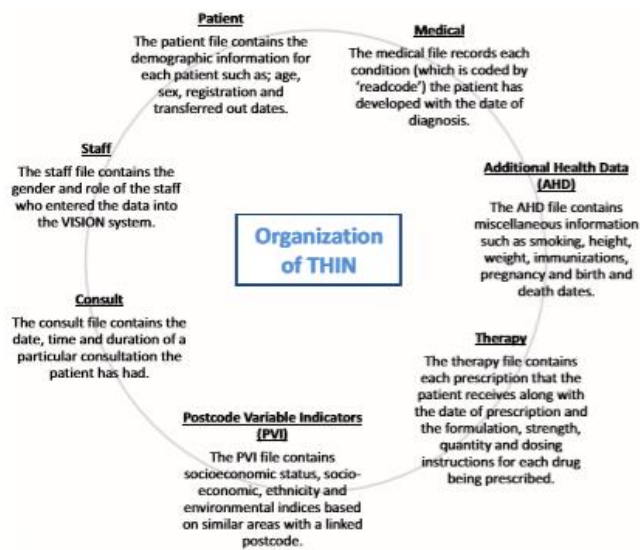 Patient
The patient file contains the
demographic information for
each patient such as; age,
sex, registration and
transferred out dates.
Medical
The medical file records each
condition (which is coded by
‘readcode’) the patient has
developed with the date of
diagnosis.
Additional Health Data
(AHD)
The AHD file contains
miscellaneous information
such as smoking, height,
weight, immunizations,
pregnancy and birth and
death dates.
Therapy
The therapy file contains
each prescription that the
patient receives along with
the date of prescription and
the formulation, strength,
quantity and dosing
instructions for each drug
being prescribed.
Postcode Variable Indicators
(PVI)
The PVI file contains
socioeconomic status, socio-
economic, ethnicity and
environmental indices based
on similar areas with a linked
postcode.
Consult
The consult file contains the
date, time and duration of a
particular consultation the
patient has had.
Staff
The staff file contains the
gender and role of the staff
who entered the data into
the VISION system.
Organization
of THIN